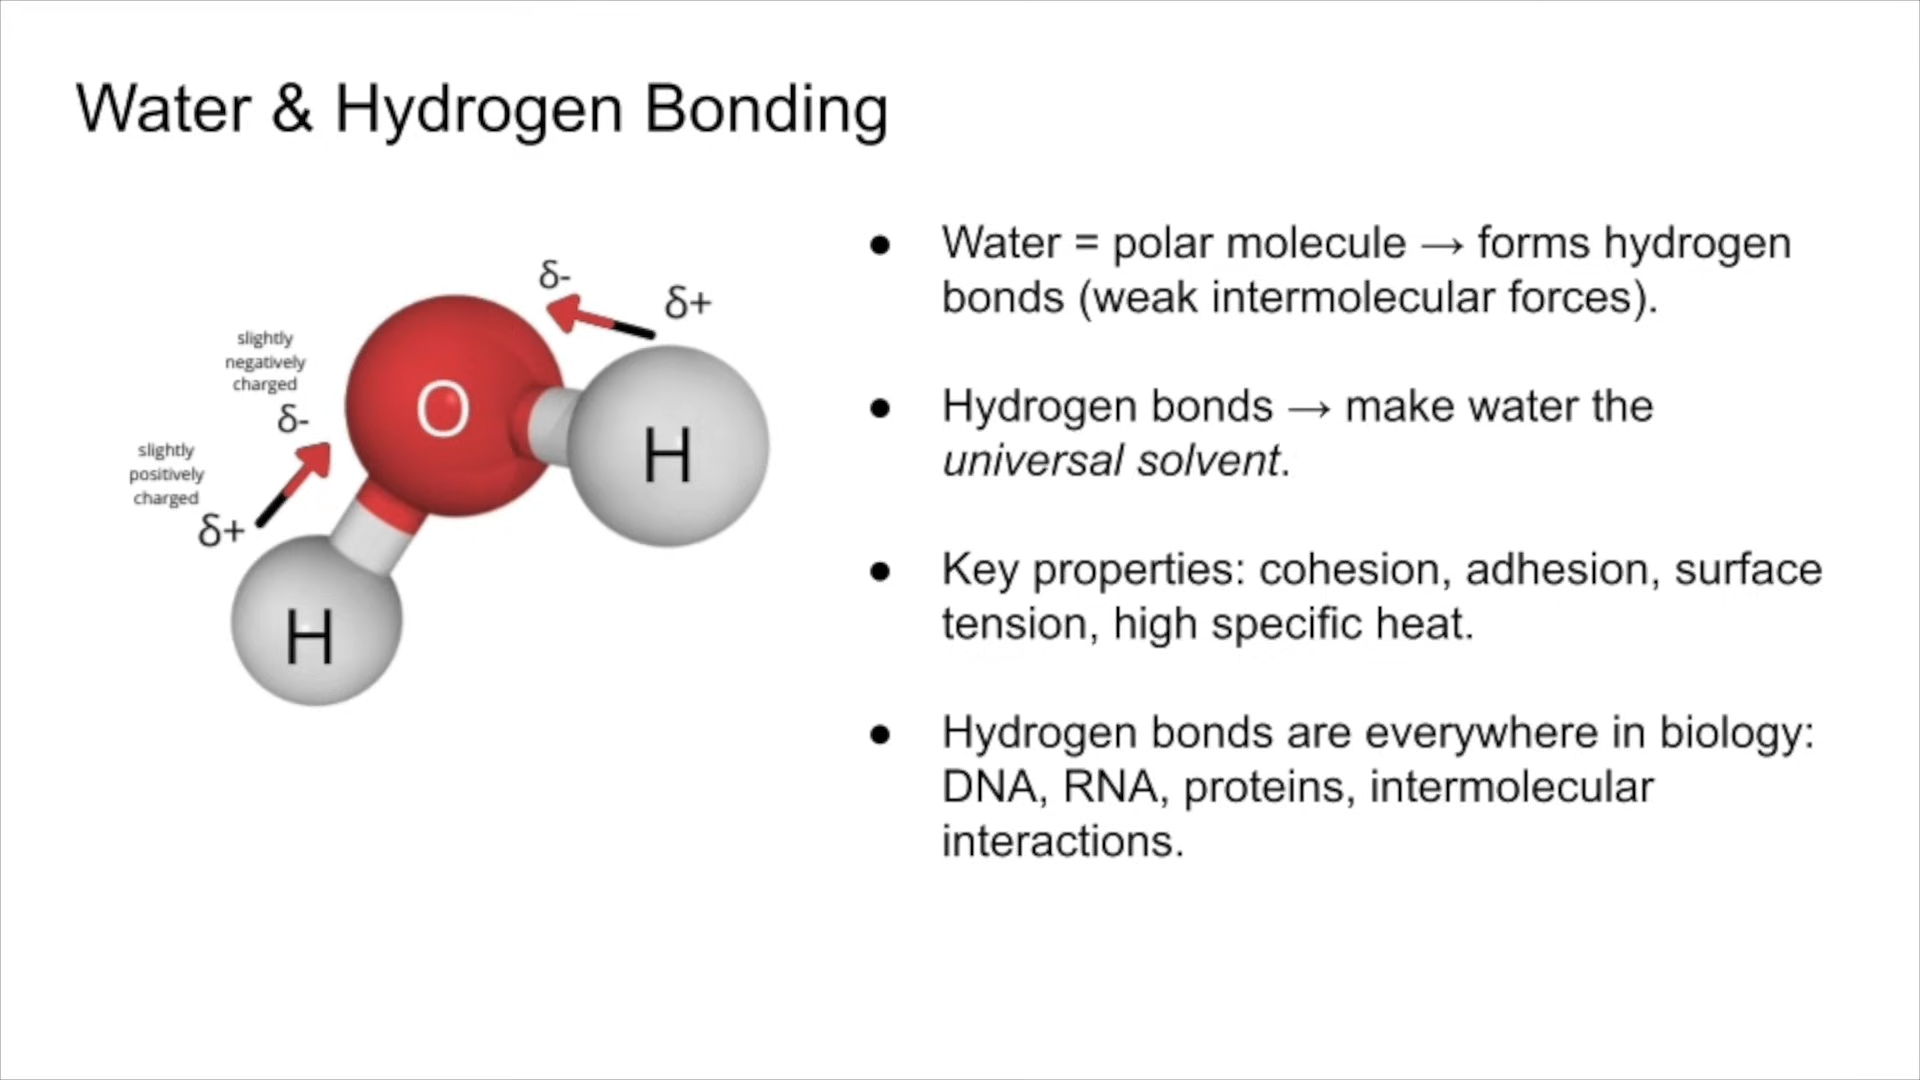 Water & Hydrogen Bonding
δ-
δ+
slightly
negatively
charged
δ-
slightly
positively
charged
δ+
O
H
H
● Water = polar molecule → forms hydrogen
bonds (weak intermolecular forces).
● Hydrogen bonds → make water the
universal solvent.
● Key properties: cohesion, adhesion, surface
tension, high specific heat.
● Hydrogen bonds are everywhere in biology:
DNA, RNA, proteins, intermolecular
interactions.